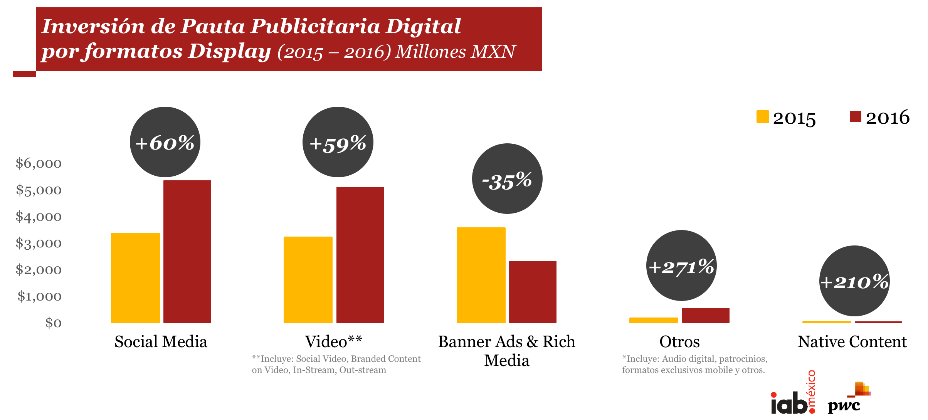 Inversión de Pauta Publicitaria Digital
por formatos Display (2015 – 2016) Millones MXN
2015
2016
+60%
+59%
-35%
+271%
+210%
$6,000
$5,000
$4,000
$3,000
$2,000
$1,000
$0
Social Media
Video**
Banner Ads & Rich
Media
Otros
Native Content
**Incluye: Social Video, Branded Content
on Video, In-Stream, Out-stream
*Incluye: Audio digital, patrocinios,
formatos exclusivos mobile y otros.
iab.méxico
pwc